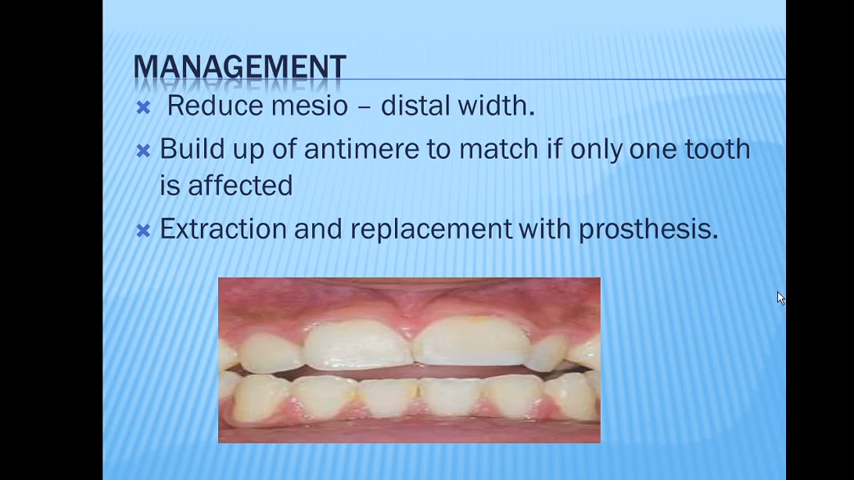 MANAGEMENT
Reduce mesio – distal width.
Build up of antimere to match if only one tooth
is affected
Extraction and replacement with prosthesis.